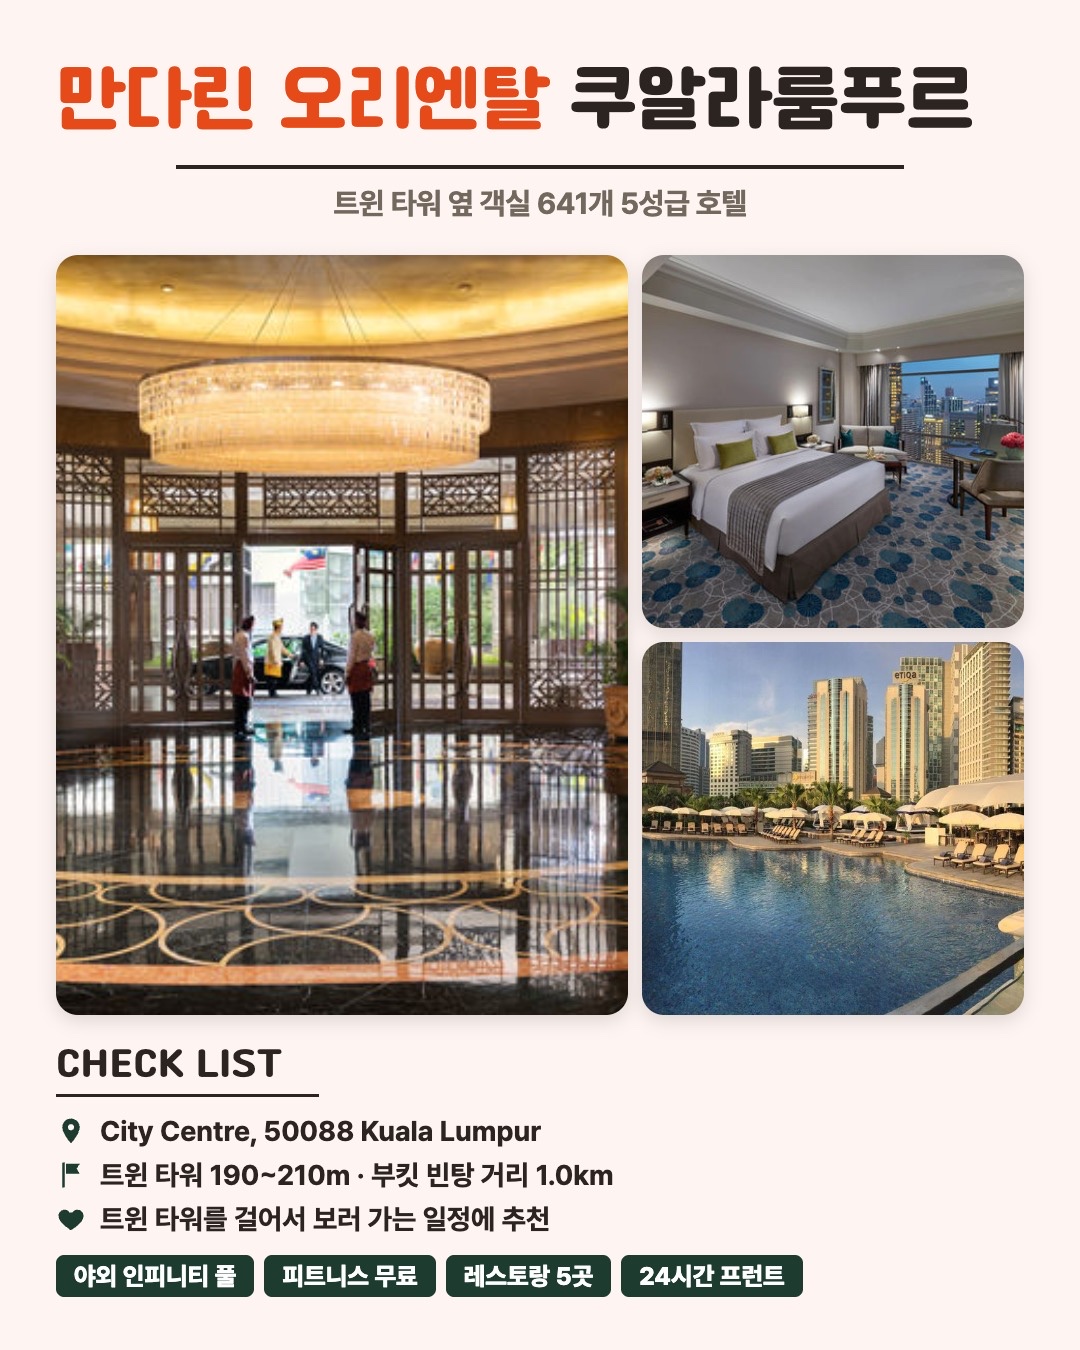 만다린 오리엔탈 쿠알라룸푸르
트윈 타워 옆 객실 641개 5성급 호텔
etiqa
CHECK LIST
City Centre, 50088 Kuala Lumpur
트윈 타워 190~210m · 부킷 빈탕 거리 1.0km
트윈 타워를 걸어서 보러 가는 일정에 추천
야외 인피니티 풀 피트니스 무료 레스토랑 5곳 24시간 프런트